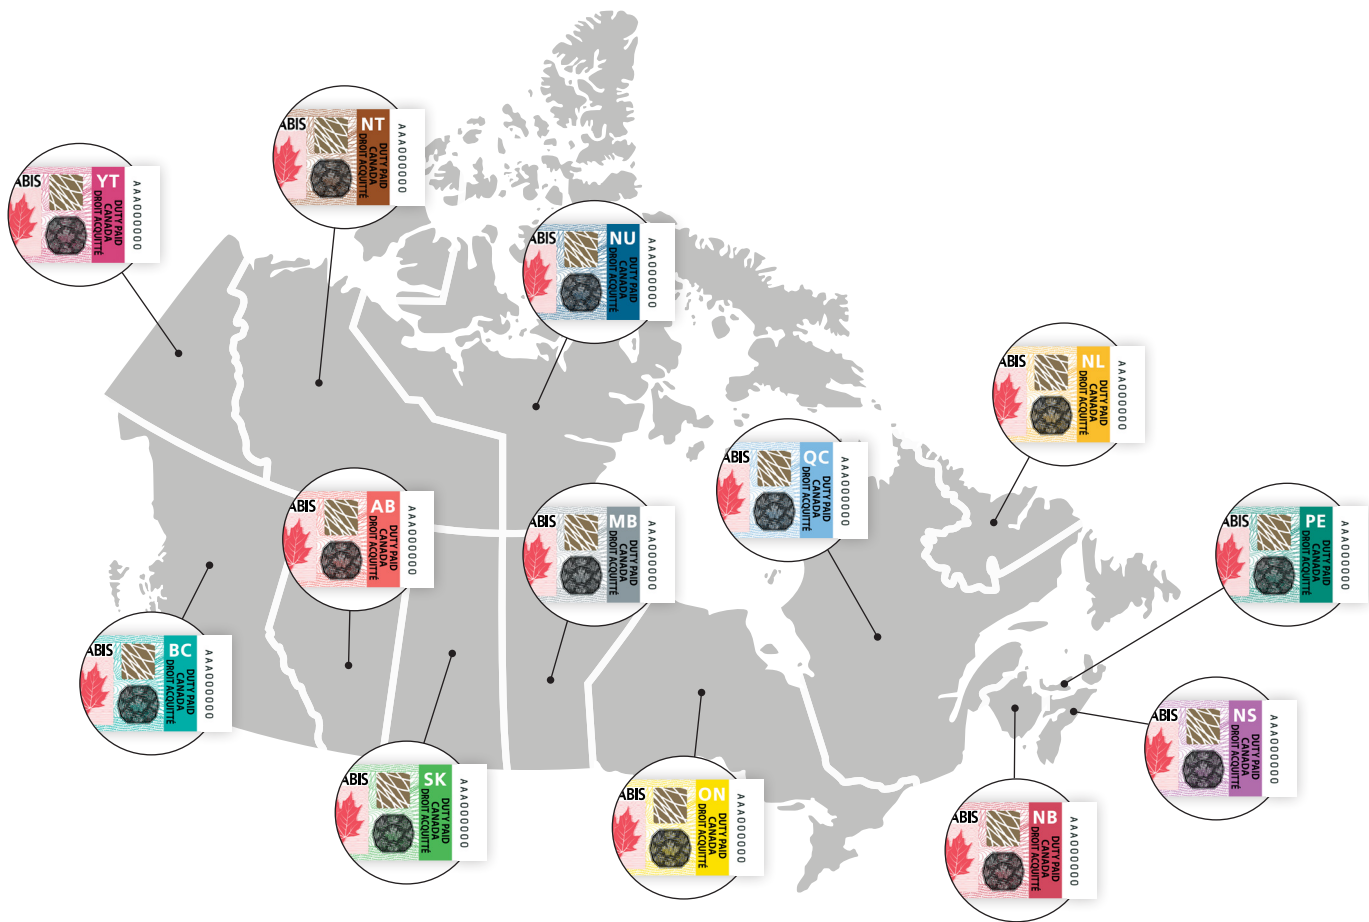 ABIS
NT
DUTY PAID
CANADA
DROIT ACQUITTÉ
AAA000000
ABIS
YT
DUTY PAID
CANADA
DROIT ACQUITTÉ
AAA000000
ABIS
NU
DUTY PAID
CANADA
DROIT ACQUITTÉ
AAA000000
ABIS
NL
DUTY PAID
CANADA
DROIT ACQUITTÉ
AAA000000
ABIS
QC
DUTY PAID
CANADA
DROIT ACQUITTÉ
AAA000000
ABIS
AB
DUTY PAID
CANADA
DROIT ACQUITTÉ
AAA000000
ABIS
MB
DUTY PAID
CANADA
DROIT ACQUITTÉ
AAA000000
ABIS
PE
DUTY PAID
CANADA
DROIT ACQUITTÉ
AAA000000
ABIS
BC
DUTY PAID
CANADA
DROIT ACQUITTÉ
AAA000000
ABIS
NS
DUTY PAID
CANADA
DROIT ACQUITTÉ
AAA000000
ABIS
SK
DUTY PAID
CANADA
DROIT ACQUITTÉ
AAA000000
ABIS
ON
DUTY PAID
CANADA
DROIT ACQUITTÉ
AAA000000
ABIS
NB
DUTY PAID
CANADA
DROIT ACQUITTÉ
AAA000000